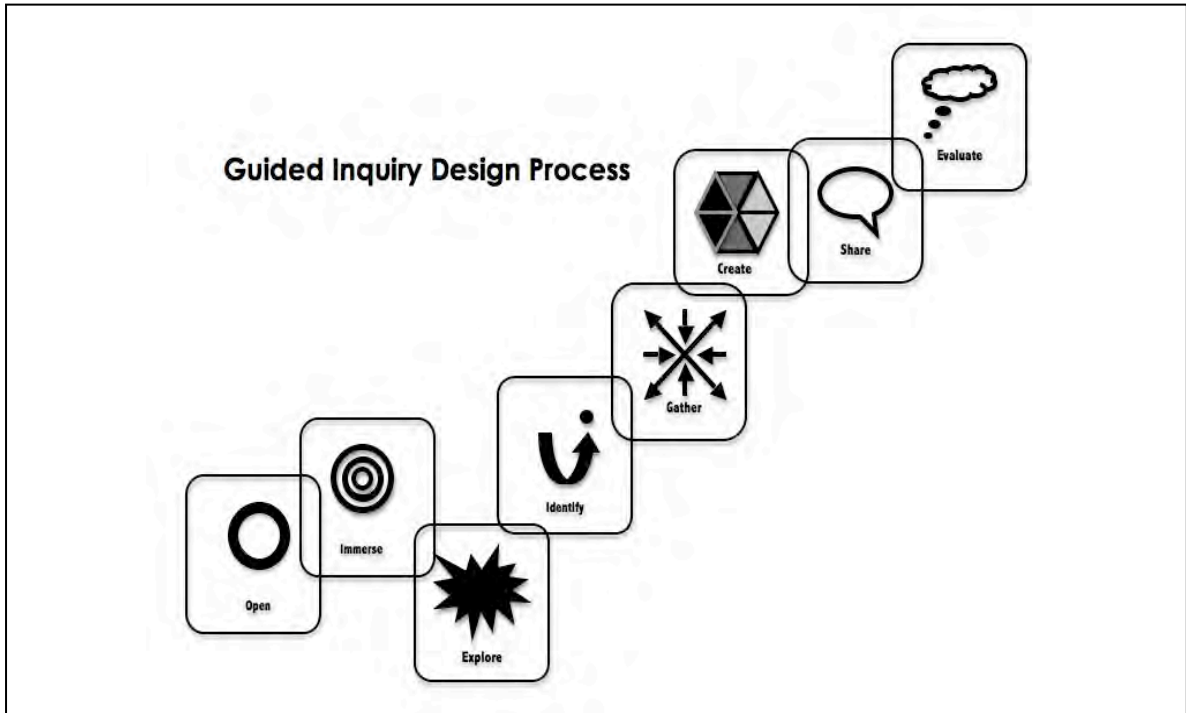 Guided Inquiry Design Process
Open
Immerse
Explore
Identify
Gather
Create
Share
Evaluate